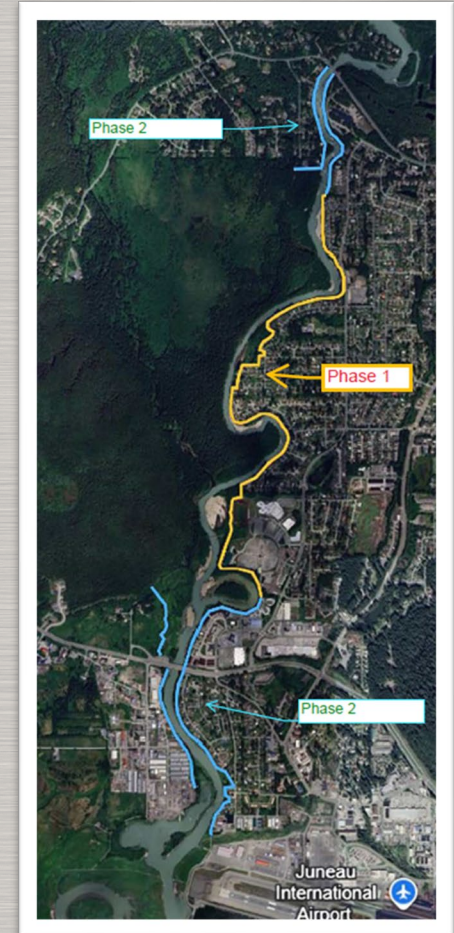 Phase 2
Phase 1
Phase 2
Juneau
International
Airport